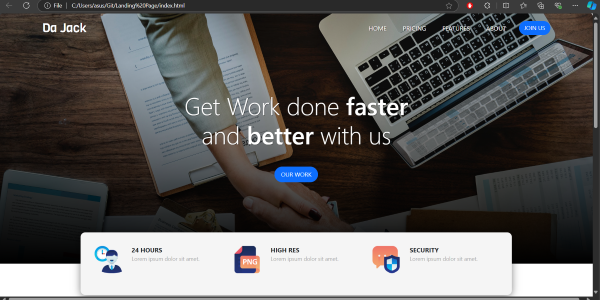 File
C:/Users/asus/Git/Landing%20Page/index.html
Da Jack
HOME PRICING FEATURES ABOUT JOIN US
Get Work done faster
and better with us
OUR WORK
24 HOURS
Lorem ipsum dolor sit amet.
PNG
HIGH RES
Lorem ipsum dolor sit amet.
SECURITY
Lorem ipsum dolor sit amet.